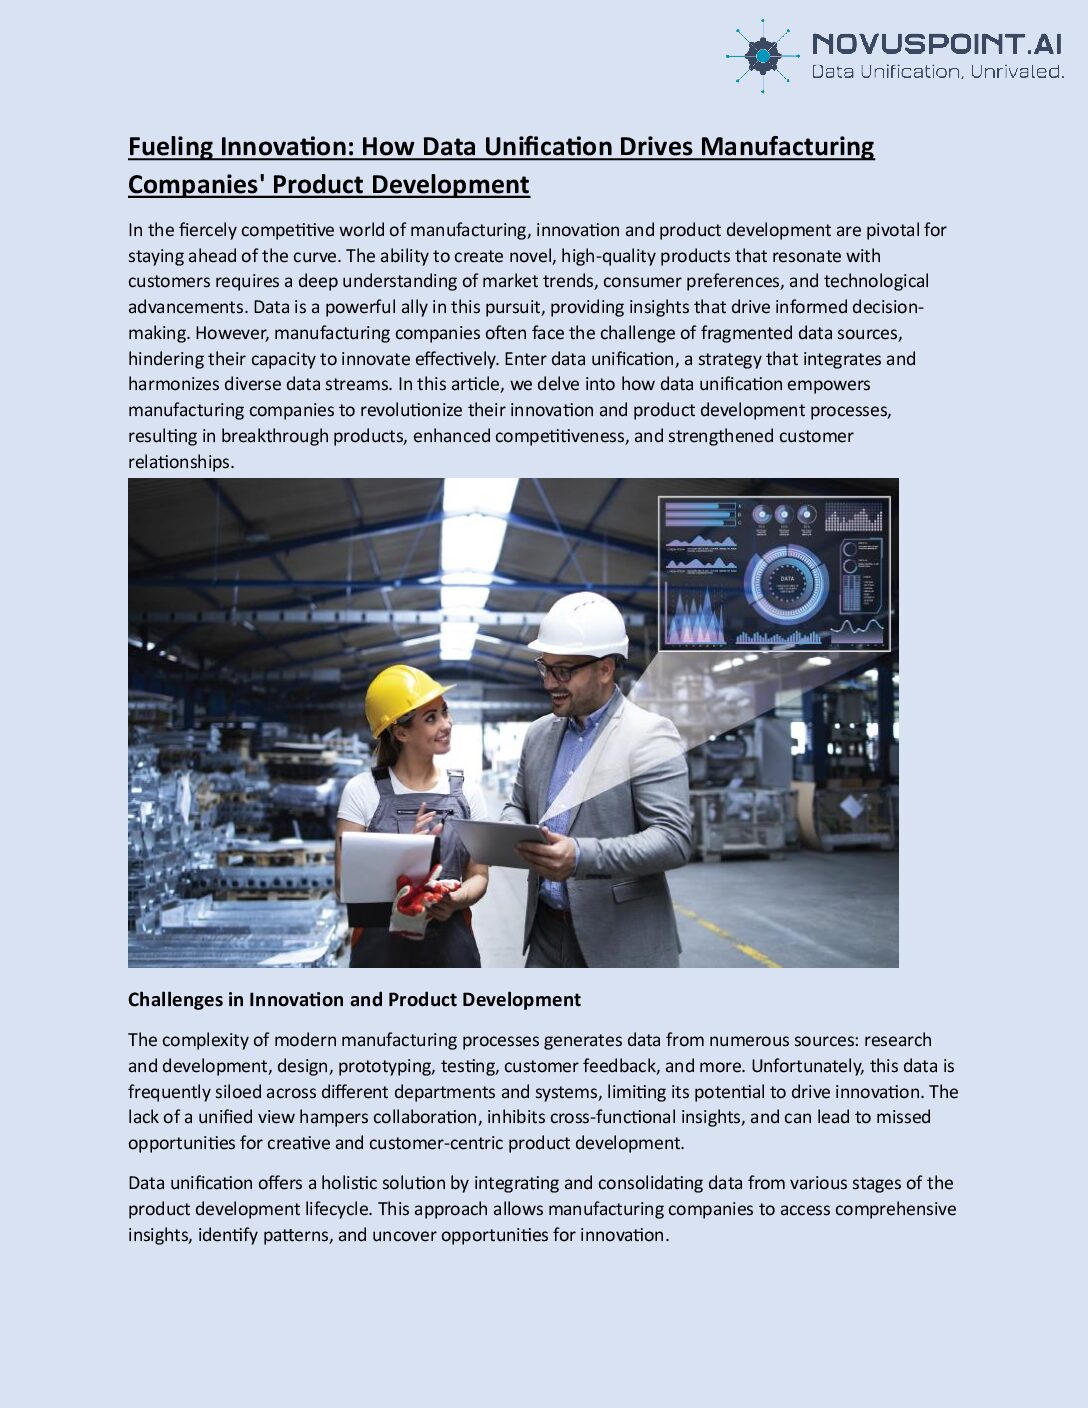 NOVUSPOINT.AI
Data Unification, Unrivaled.
Fueling Innovation: How Data Unification Drives Manufacturing
Companies' Product Development
In the fiercely competitive world of manufacturing, innovation and product development are pivotal for
staying ahead of the curve. The ability to create novel, high-quality products that resonate with
customers requires a deep understanding of market trends, consumer preferences, and technological
advancements. Data is a powerful ally in this pursuit, providing insights that drive informed decision-
making. However, manufacturing companies often face the challenge of fragmented data sources,
hindering their capacity to innovate effectively. Enter data unification, a strategy that integrates and
harmonizes diverse data streams. In this article, we delve into how data unification empowers
manufacturing companies to revolutionize their innovation and product development processes,
resulting in breakthrough products, enhanced competitiveness, and strengthened customer
relationships.
A
B
C
DATA
Challenges in Innovation and Product Development
The complexity of modern manufacturing processes generates data from numerous sources: research
and development, design, prototyping, testing, customer feedback, and more. Unfortunately, this data is
frequently siloed across different departments and systems, limiting its potential to drive innovation. The
lack of a unified view hampers collaboration, inhibits cross-functional insights, and can lead to missed
opportunities for creative and customer-centric product development.
Data unification offers a holistic solution by integrating and consolidating data from various stages of the
product development lifecycle. This approach allows manufacturing companies to access comprehensive
insights, identify patterns, and uncover opportunities for innovation.